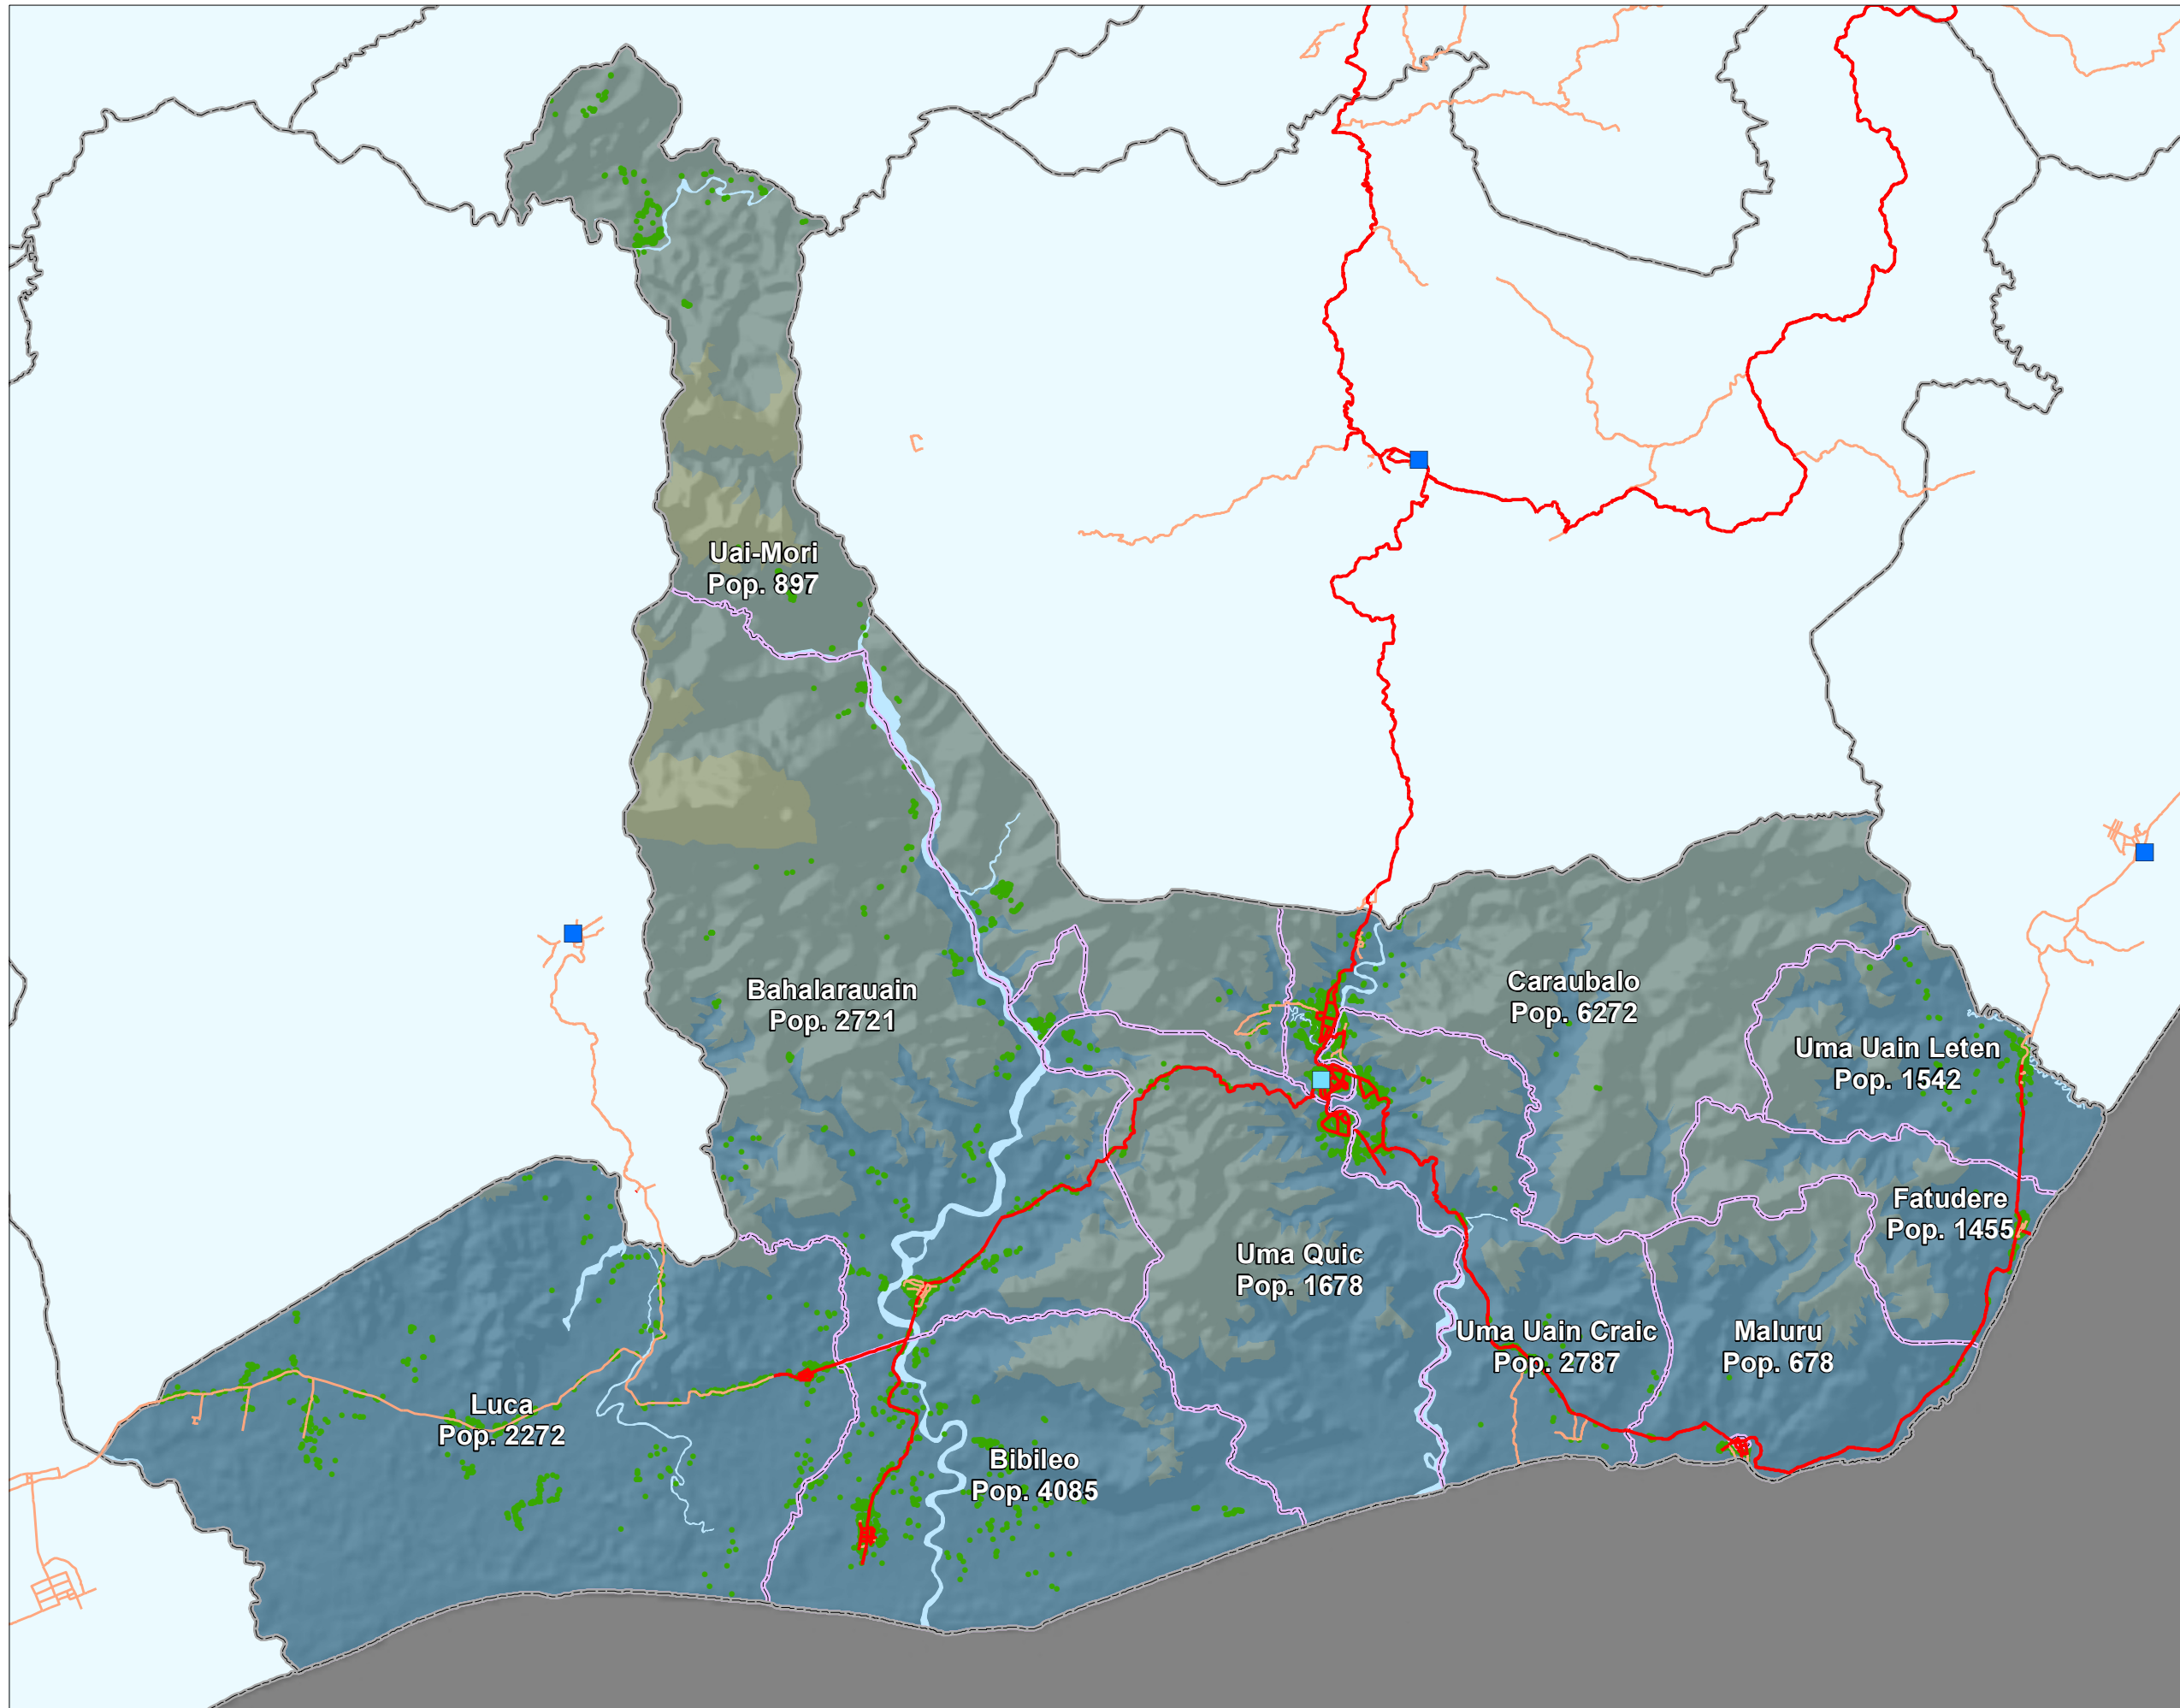 Uai-Mori
Pop. 897
Bahalarauain
Pop. 2721
Caraubalo
Pop. 6272
Uma Uain Leten
Pop. 1542
Fatudere
Pop. 1455
Uma Quic
Pop. 1678
Uma Uain Craic
Pop. 2787
Maluru
Pop. 678
Luca
Pop. 2272
Bibileo
Pop. 4085